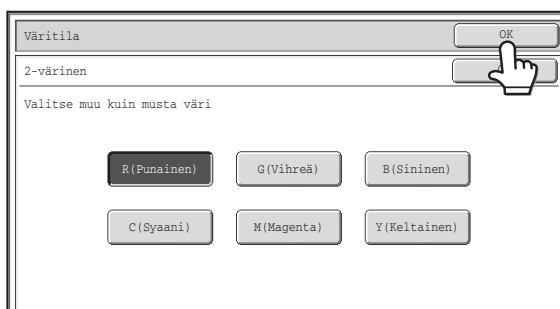 Väritila
OK
2-värinen
Valitse muu kuin musta väri
R(Punainen) G(Vihreä) B(Sininen)
C(Syaani) M(Magenta) Y(Keltainen)